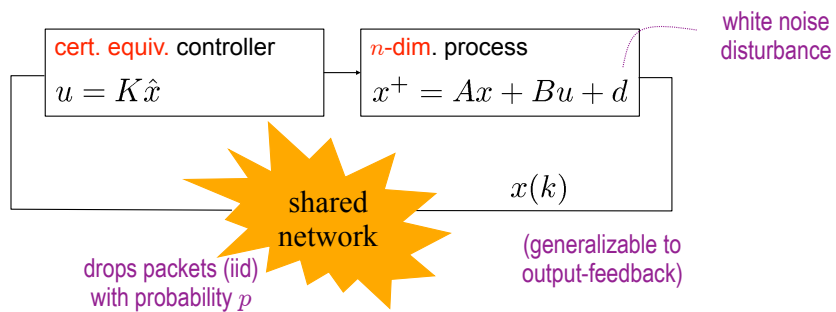 white noise
disturbance
cert. equiv. controller
u = Kx̂
n-dim. process
x⁺ = Ax + Bu + d
shared
network
x(k)
drops packets (iid)
with probability p
(generalizable to
output-feedback)